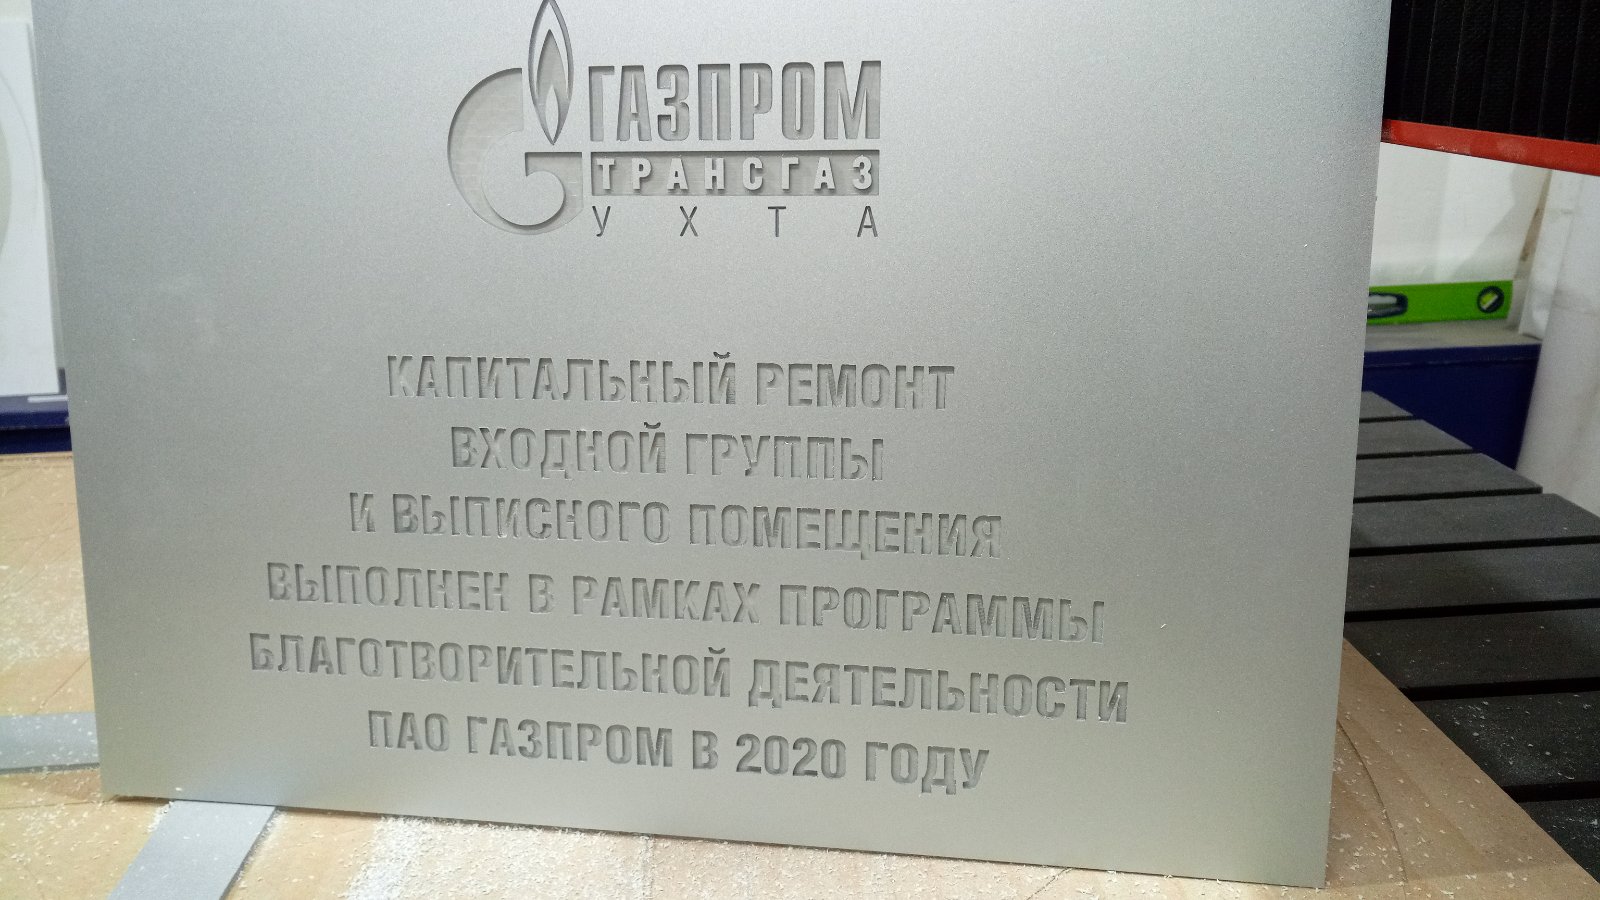 ГАЗПРОМ
ТРАНСГАЗ
УХТА
КАПИТАЛЬНЫЙ РЕМОНТ
ВХОДНОЙ ГРУППЫ
И ВЫПИСНОГО ПОМЕЩЕНИЯ
ВЫПОЛНЕН В РАМКАХ ПРОГРАММЫ
БЛАГОТВОРИТЕЛЬНОЙ ДЕЯТЕЛЬНОСТИ
ПАО ГАЗПРОМ В 2020 ГОДУ